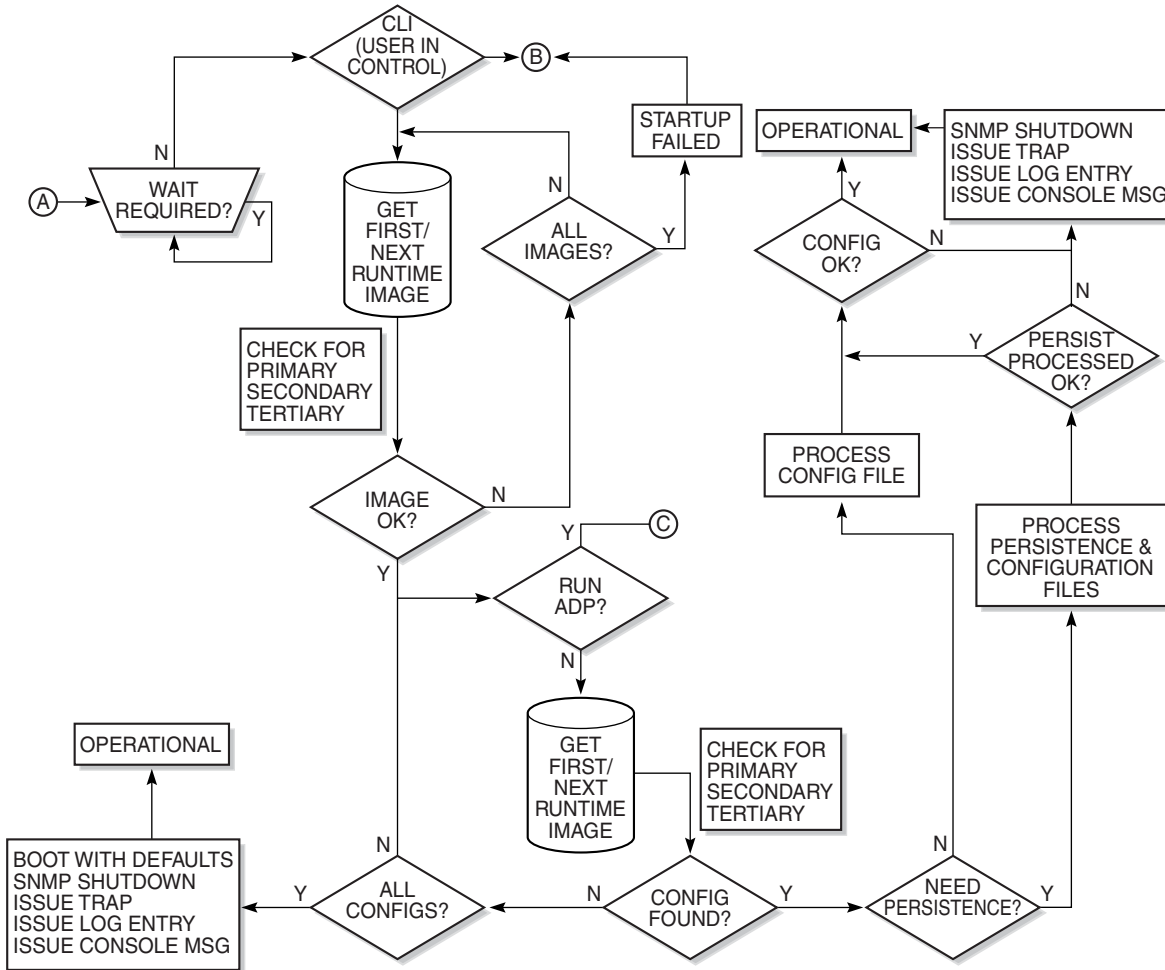 CLI
(USER IN
CONTROL)
B
N
A
WAIT
REQUIRED?
Y
STARTUP
FAILED
OPERATIONAL
SNMP SHUTDOWN
ISSUE TRAP
ISSUE LOG ENTRY
ISSUE CONSOLE MSG
GET
FIRST/
NEXT
RUNTIME
IMAGE
N
ALL
IMAGES?
Y
Y
CONFIG
OK?
N
N
CHECK FOR
PRIMARY
SECONDARY
TERTIARY
Y
PERSIST
PROCESSED
OK?
IMAGE
OK?
N
Y
PROCESS
CONFIG FILE
Y
C
RUN
ADP?
N
PROCESS
PERSISTENCE &
CONFIGURATION
FILES
GET
FIRST/
NEXT
RUNTIME
IMAGE
CHECK FOR
PRIMARY
SECONDARY
TERTIARY
OPERATIONAL
BOOT WITH DEFAULTS
SNMP SHUTDOWN
ISSUE TRAP
ISSUE LOG ENTRY
ISSUE CONSOLE MSG
Y
N
ALL
CONFIGS?
N
CONFIG
FOUND?
Y
N
NEED
PERSISTENCE?
Y